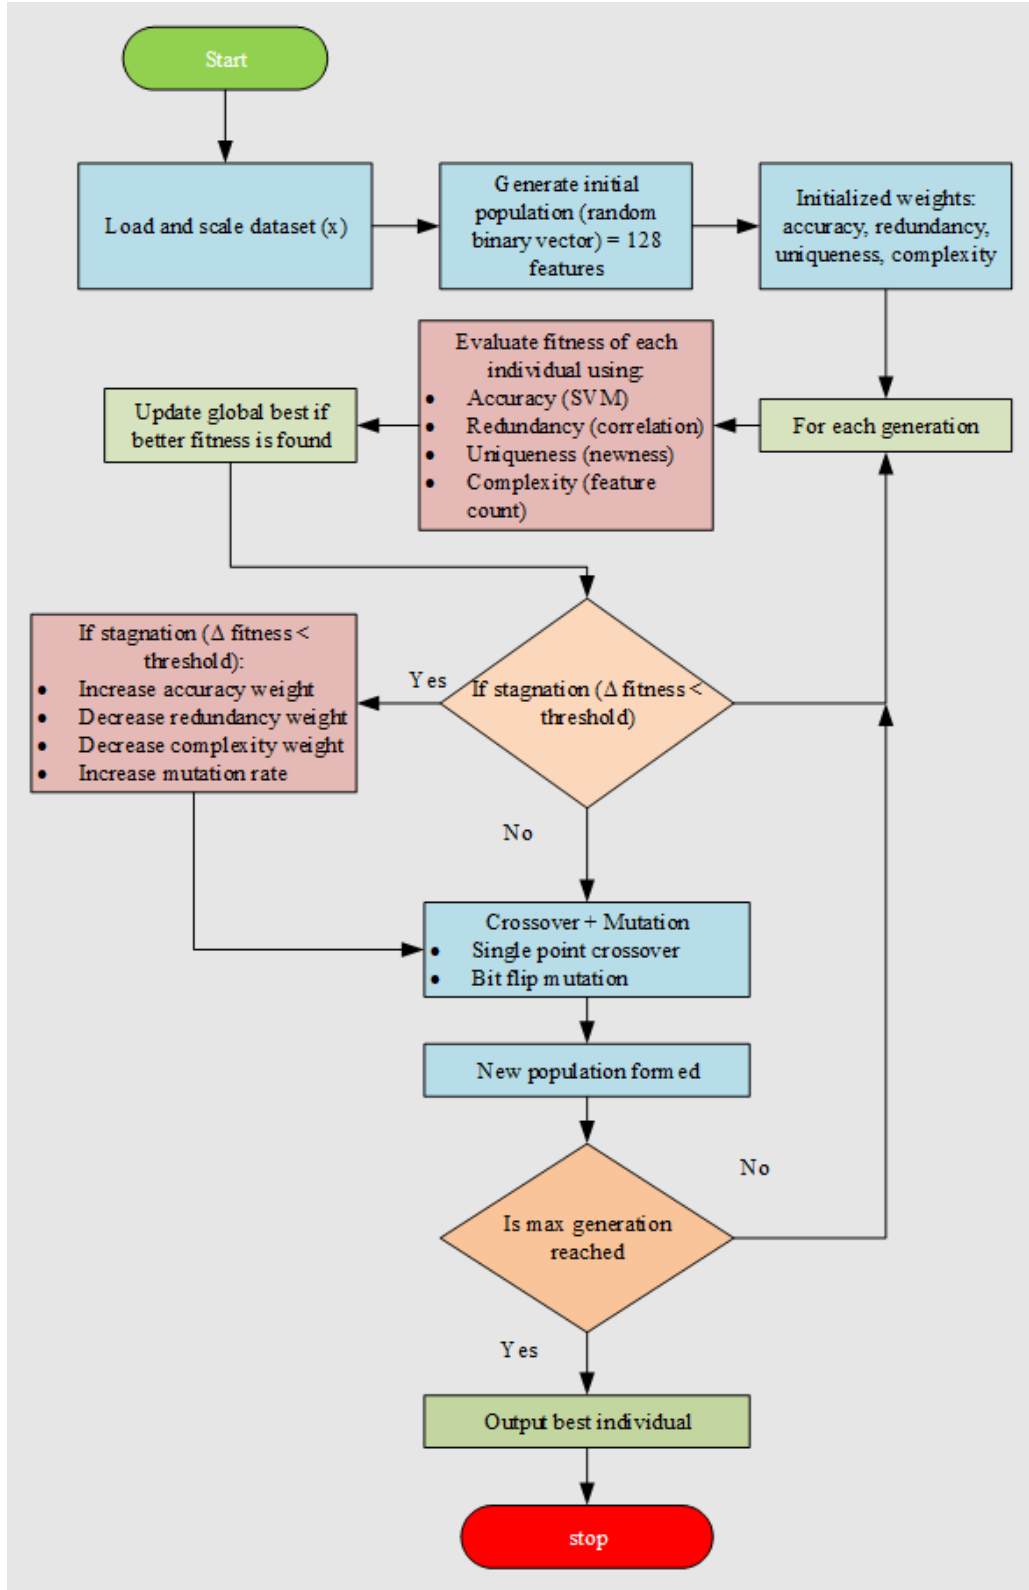 Start
Load and scale dataset (x)
Generate initial
population (random
binary vector) = 128
features
Initialized weights:
accuracy, redundancy,
uniqueness, complexity
For each generation
Evaluate fitness of each
individual using:
• Accuracy (SVM)
• Redundancy (correlation)
• Uniqueness (newness)
• Complexity (feature
count)
Update global best if
better fitness is found
If stagnation (Δ fitness <
threshold)
Yes
If stagnation (Δ fitness <
threshold):
• Increase accuracy weight
• Decrease redundancy weight
• Decrease complexity weight
• Increase mutation rate
No
Crossover + Mutation
• Single point crossover
• Bit flip mutation
New population formed
Is max generation
reached
No
Yes
Output best individual
stop